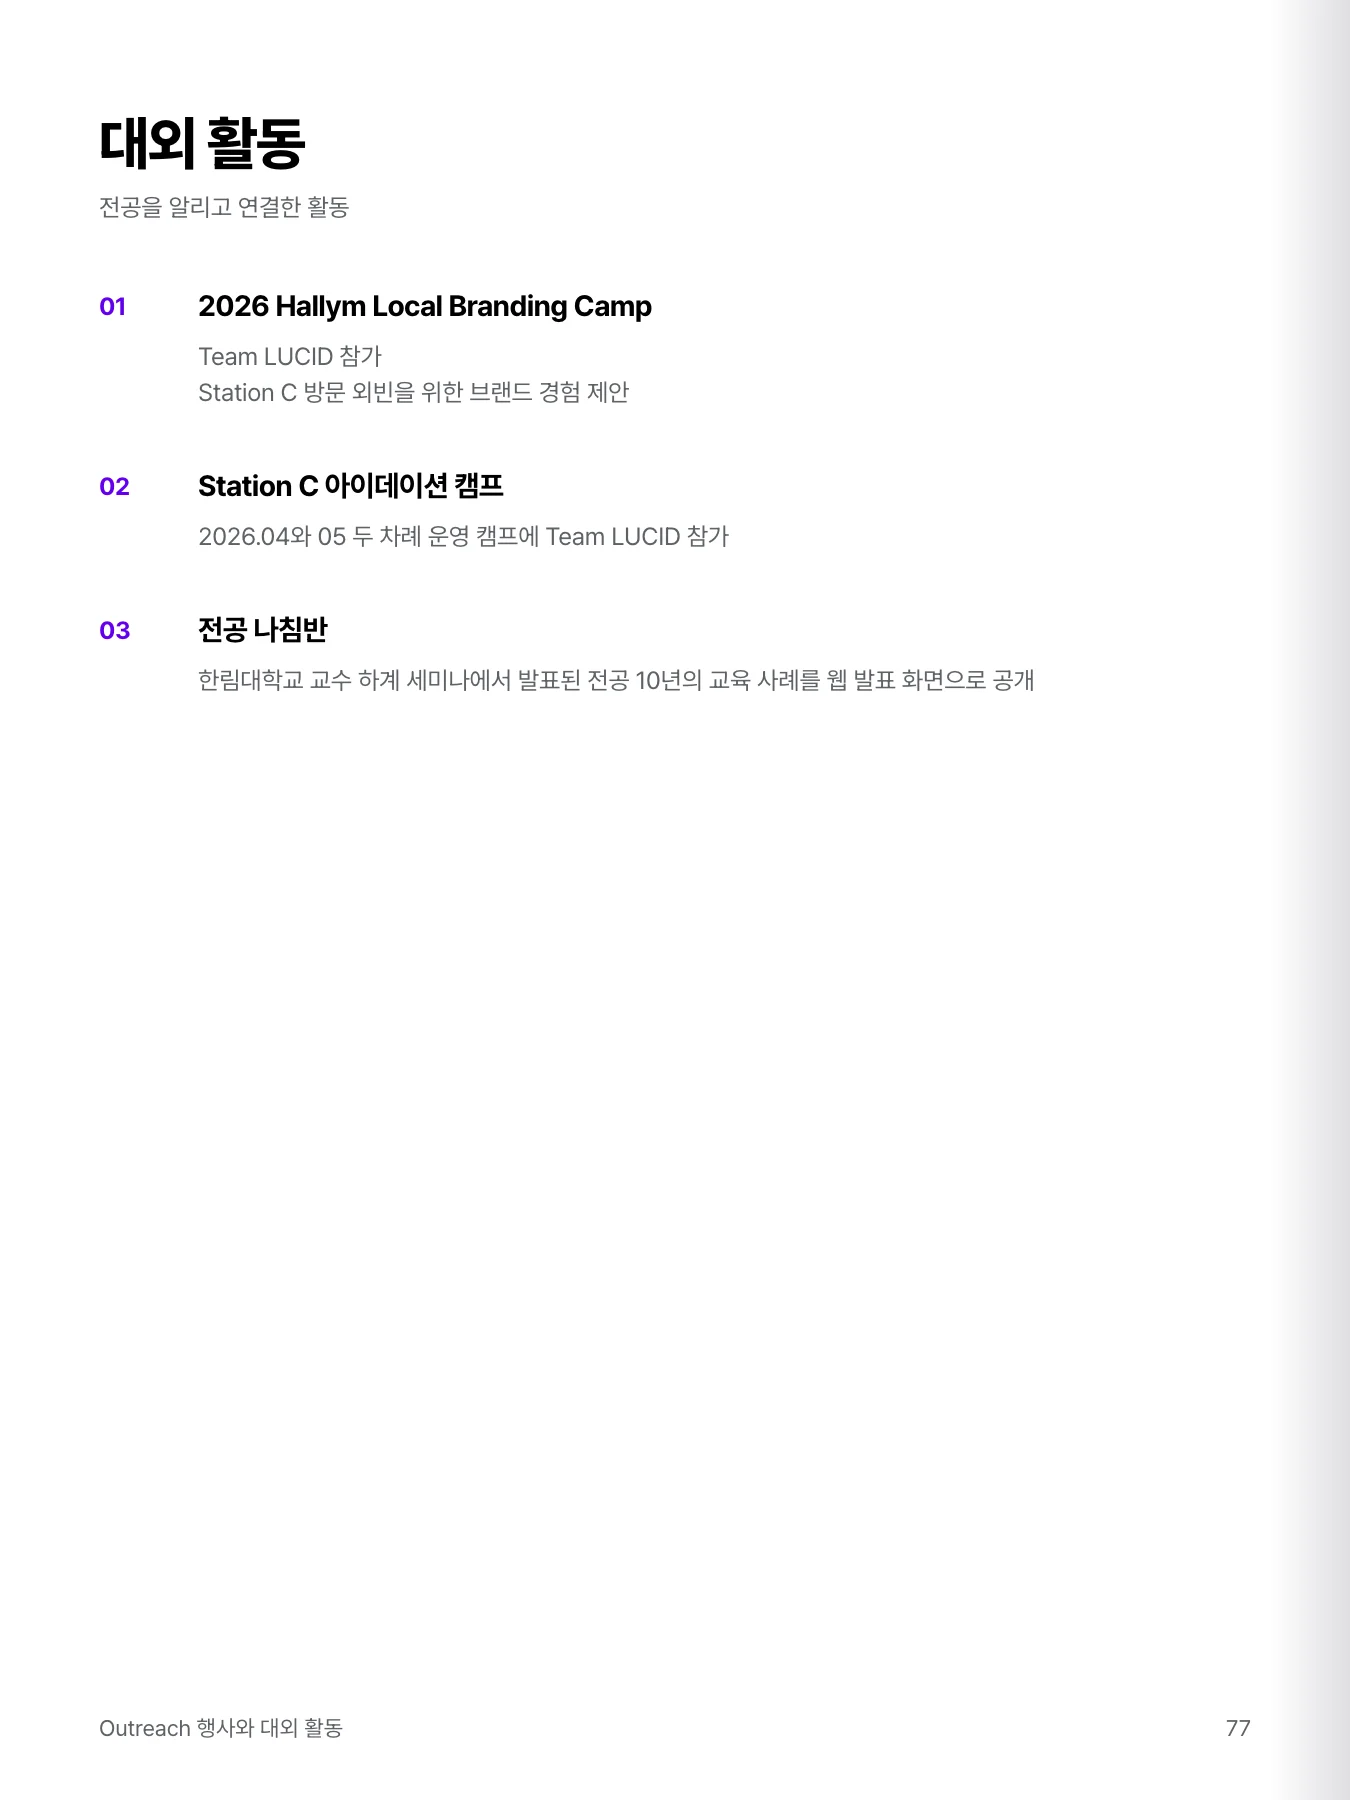 대외 활동
전공을 알리고 연결한 활동
01 2026 Hallym Local Branding Camp
Team LUCID 참가
Station C 방문 외빈을 위한 브랜드 경험 제안
02 Station C 아이데이션 캠프
2026.04와 05 두 차례 운영 캠프에 Team LUCID 참가
03 전공 나침반
한림대학교 교수 하계 세미나에서 발표된 전공 10년의 교육 사례를 웹 발표 화면으로 공개
Outreach 행사와 대외 활동 77